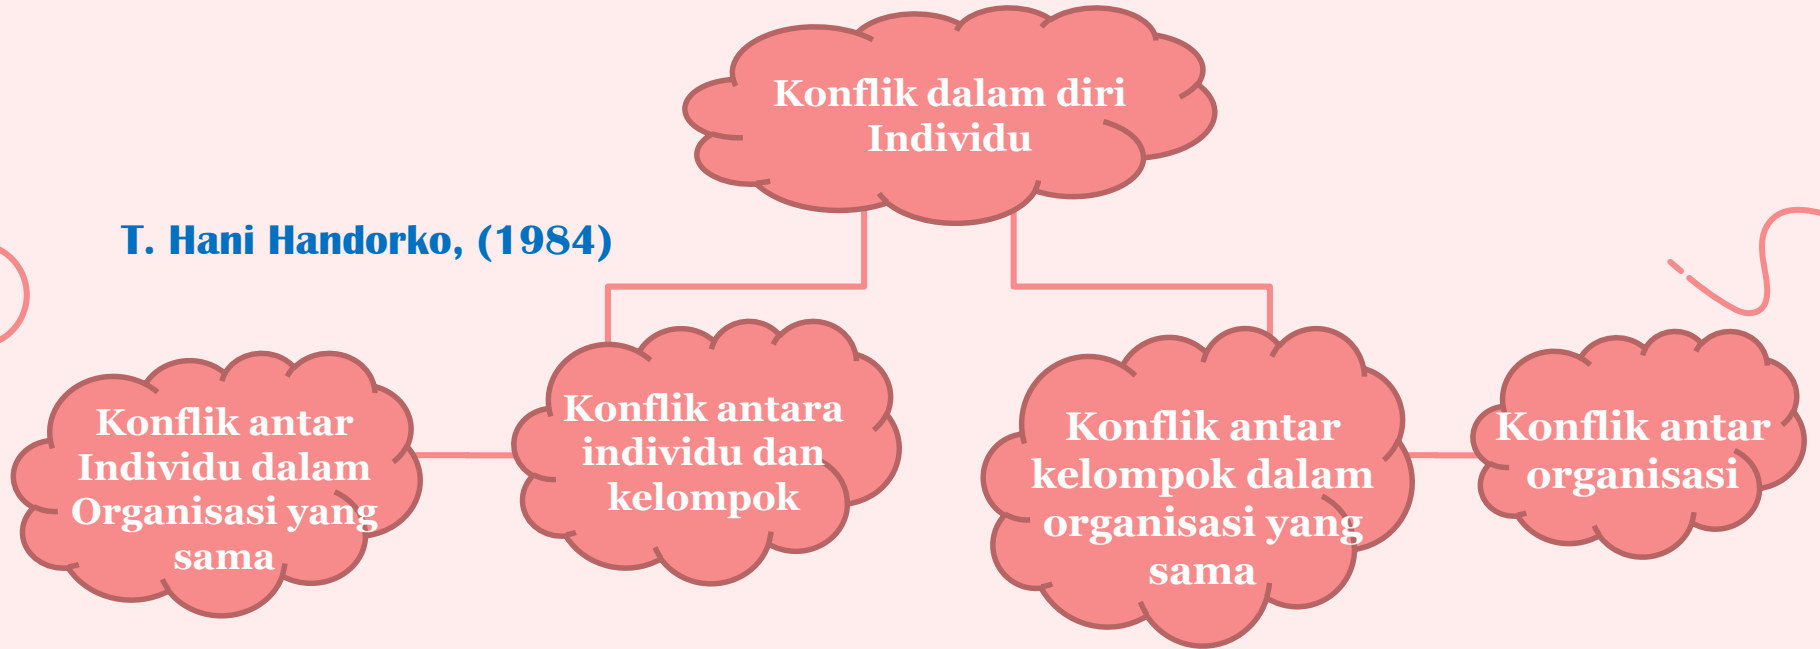 Konflik dalam diri
Individu
T. Hani Handorko, (1984)
Konflik antar
Individu dalam
Organisasi yang
sama
Konflik antara
individu dan
kelompok
Konflik antar
kelompok dalam
organisasi yang
sama
Konflik antar
organisasi